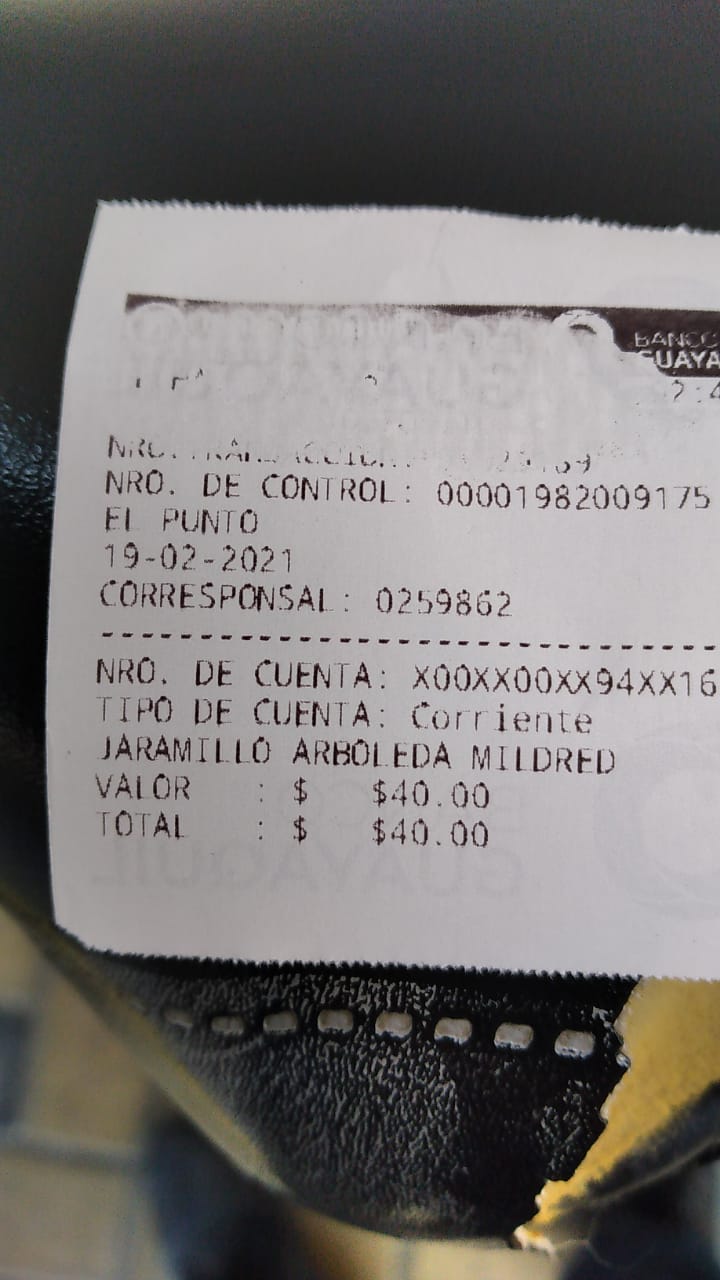 BANCO
GUAYA
NRO. DE CONTROL: 00001982009175
EL PUNTO
19-02-2021
CORRESPONSAL: 0259862
NRO. DE CUENTA: X00XX00XX94XX16
TIPO DE CUENTA: Corriente
JARAMILLO ARBOLEDA MILDRED
VALOR : $ $40.00
TOTAL : $ $40.00